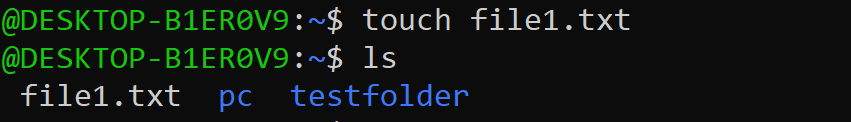 @DESKTOP-B1ER0V9:~$ touch file1.txt
@DESKTOP-B1ER0V9:~$ ls
file1.txt  pc  testfolder